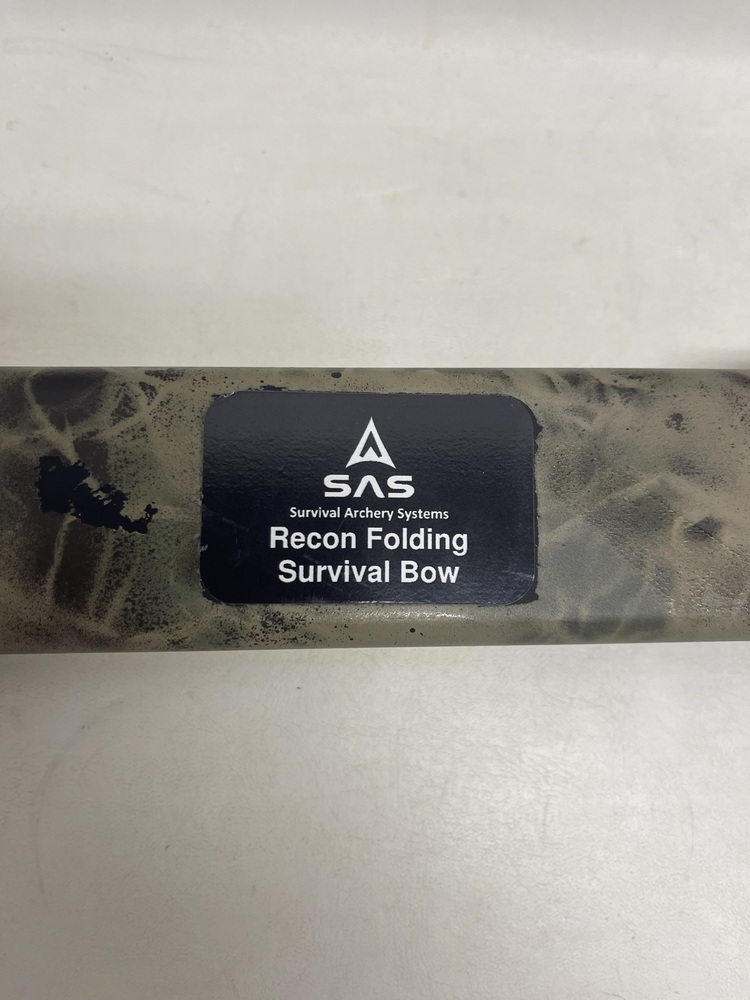 SAS
Survival Archery Systems
Recon Folding
Survival Bow